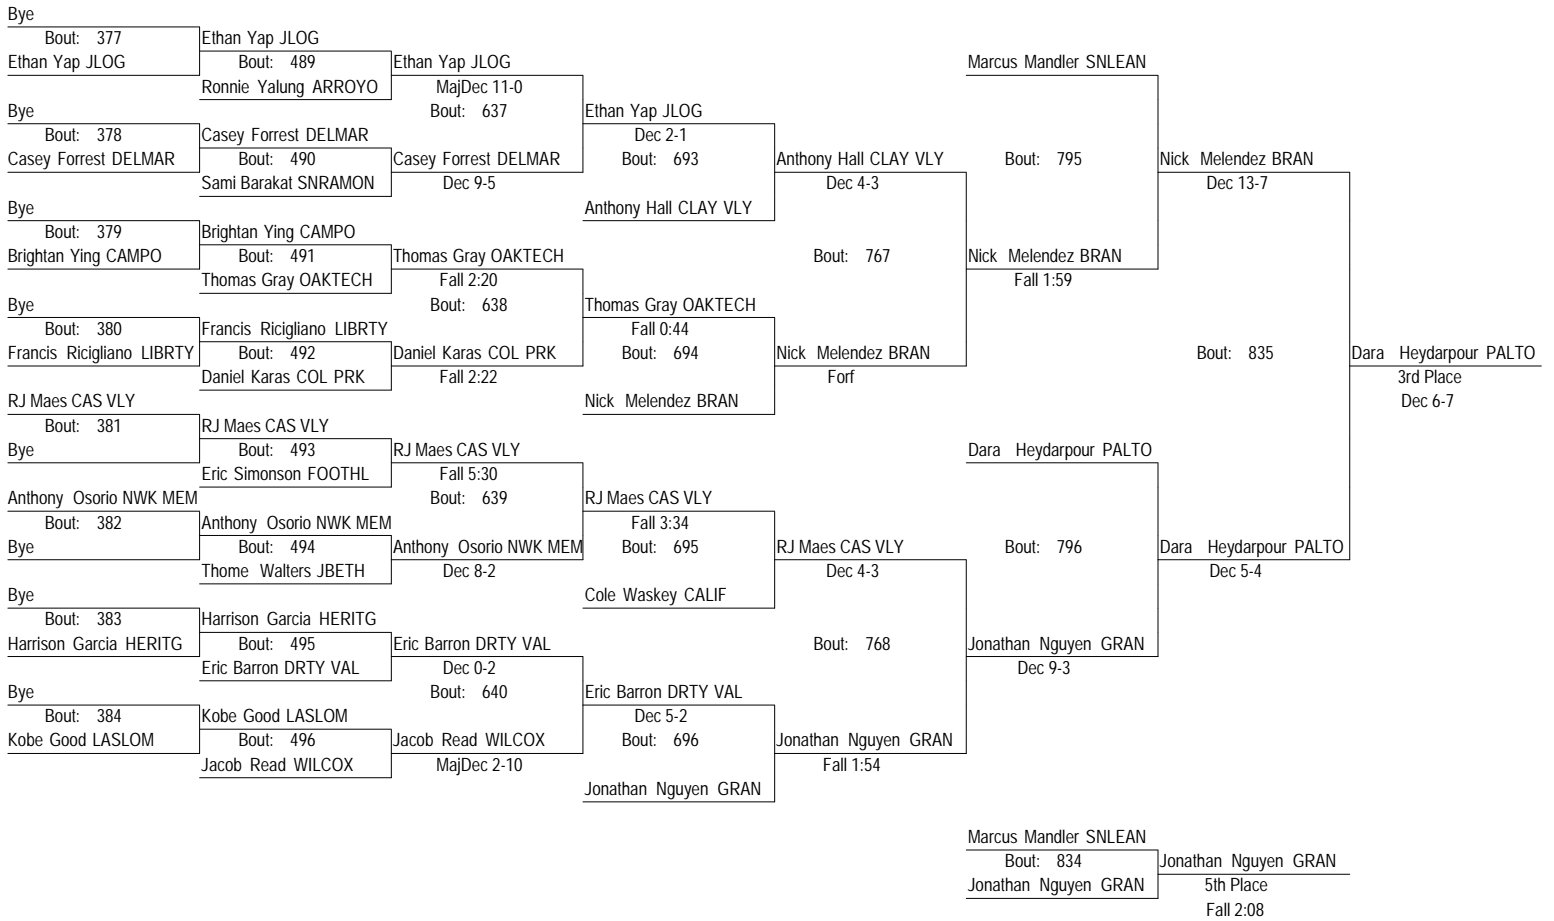 Bye
Bout: 377 Ethan Yap JLOG
Ethan Yap JLOG Bout: 489 Ethan Yap JLOG Marcus Mandler SNLEAN
Ronnie Yalung ARROYO MajDec 11-0
Bye Bout: 637 Ethan Yap JLOG
Bout: 378 Casey Forrest DELMAR Dec 2-1
Casey Forrest DELMAR Bout: 490 Casey Forrest DELMAR Bout: 693 Anthony Hall CLAY VLY Bout: 795 Nick Melendez BRAN
Sami Barakat SNRAMON Dec 9-5 Dec 4-3 Dec 13-7
Bye Anthony Hall CLAY VLY
Bout: 379 Brightan Ying CAMPO
Brightan Ying CAMPO Bout: 491 Thomas Gray OAKTECH Bout: 767 Nick Melendez BRAN
Thomas Gray OAKTECH Fall 2:20 Fall 1:59
Bye Bout: 638 Thomas Gray OAKTECH
Bout: 380 Francis Ricigliano LIBRTY Fall 0:44
Francis Ricigliano LIBRTY Bout: 492 Daniel Karas COL PRK Bout: 694 Nick Melendez BRAN Bout: 835 Dara Heydarpour PALTO
Daniel Karas COL PRK Fall 2:22 Forf 3rd Place
RJ Maes CAS VLY Nick Melendez BRAN Dec 6-7
Bout: 381 RJ Maes CAS VLY
Bye Bout: 493 RJ Maes CAS VLY Dara Heydarpour PALTO
Eric Simonson FOOTHL Fall 5:30
Anthony Osorio NWK MEM Bout: 639 RJ Maes CAS VLY
Bout: 382 Anthony Osorio NWK MEM Fall 3:34
Bye Bout: 494 Anthony Osorio NWK MEM Bout: 695 RJ Maes CAS VLY Bout: 796 Dara Heydarpour PALTO
Thome Walters JBETH Dec 8-2 Dec 4-3 Dec 5-4
Bye Cole Waskey CALIF
Bout: 383 Harrison Garcia HERITG
Harrison Garcia HERITG Bout: 495 Eric Barron DRTY VAL Bout: 768 Jonathan Nguyen GRAN
Eric Barron DRTY VAL Dec 0-2 Dec 9-3
Bye Bout: 640 Eric Barron DRTY VAL
Bout: 384 Kobe Good LASLOM Dec 5-2
Kobe Good LASLOM Bout: 496 Jacob Read WILCOX Bout: 696 Jonathan Nguyen GRAN
Jacob Read WILCOX MajDec 2-10 Fall 1:54
Jonathan Nguyen GRAN
Marcus Mandler SNLEAN
Bout: 834 Jonathan Nguyen GRAN
Jonathan Nguyen GRAN 5th Place
Fall 2:08